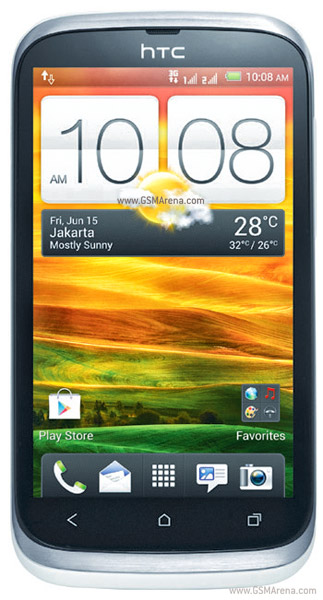 hTC
3G 10:08 AM
10 08
AM
www.GSMArena.com
Fri, Jun 15
Jakarta
Mostly Sunny
28°C
32°C / 26°C
Play Store
Favorites
www.GSMArena.com